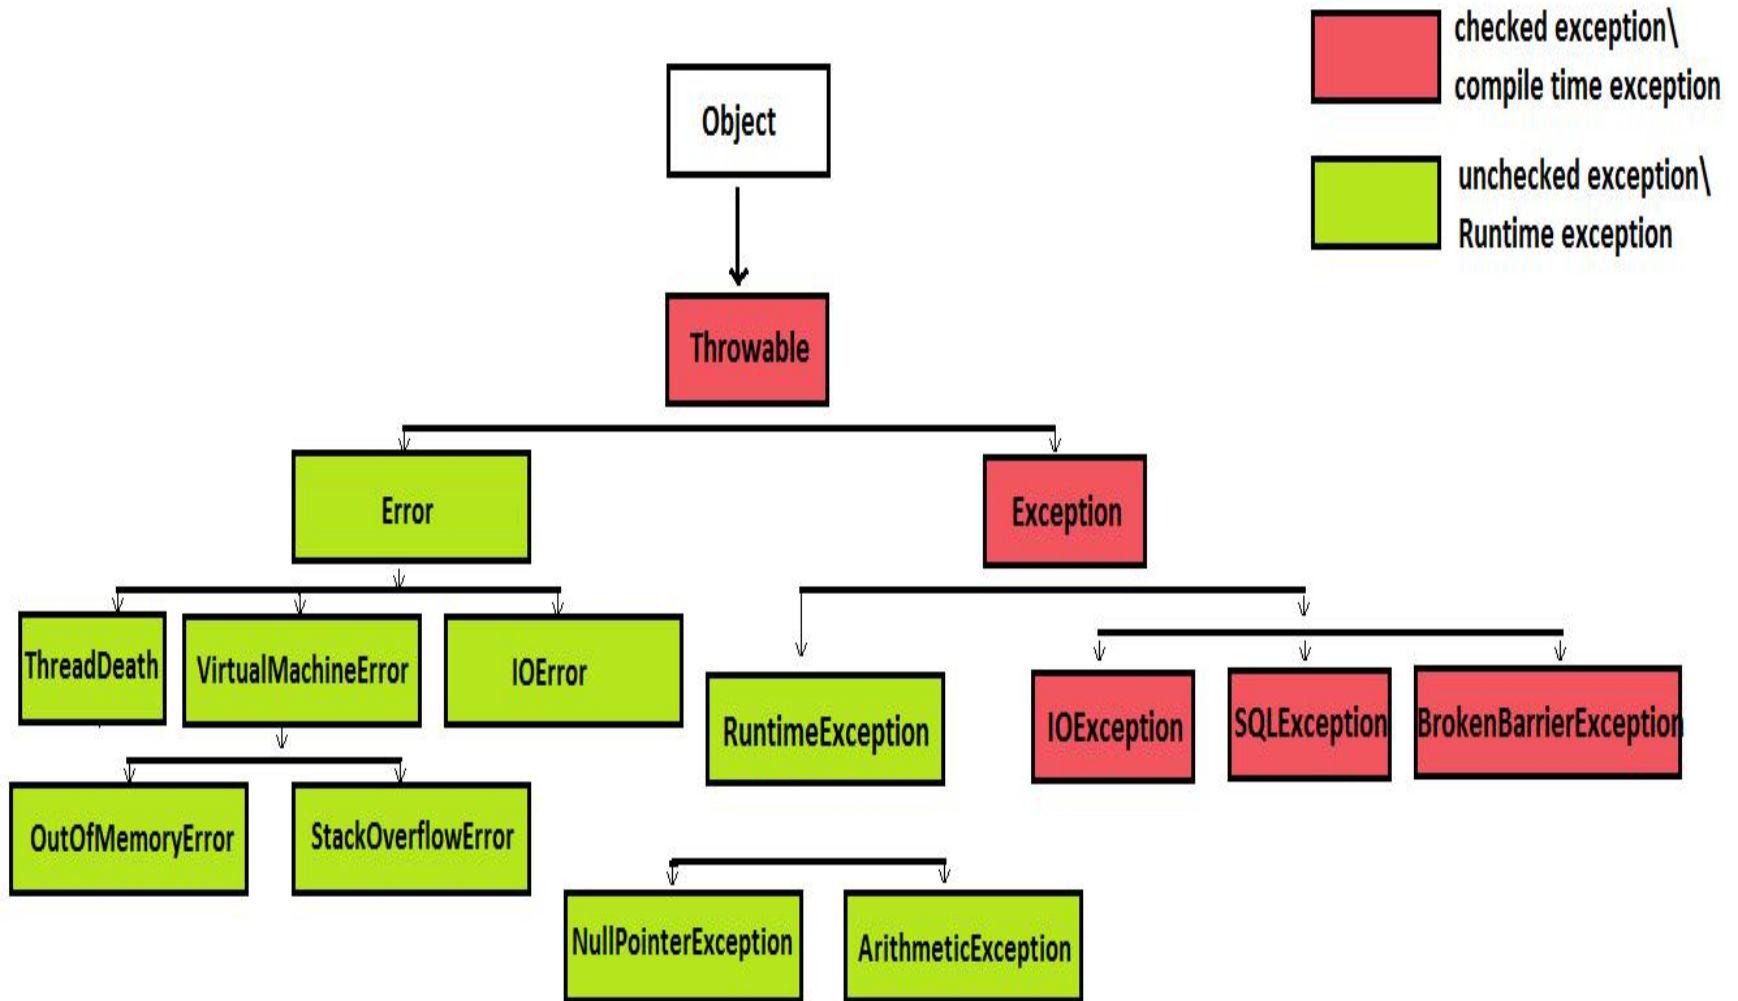 checked exception\
compile time exception
Object
unchecked exception\
Runtime exception
Throwable
Error
Exception
ThreadDeath
VirtualMachineError
IOError
RuntimeException
IOException
SQLException
BrokenBarrierException
OutOfMemoryError
StackOverflowError
NullPointerException
ArithmeticException